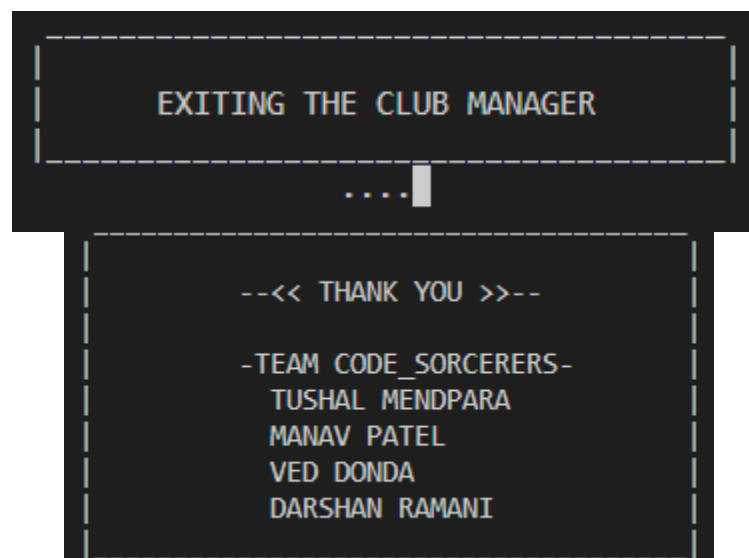 EXITING THE CLUB MANAGER
....
--<< THANK YOU >>--
-TEAM CODE_SORCERERS-
TUSHAL MENDPARA
MANAV PATEL
VED DONDA
DARSHAN RAMANI